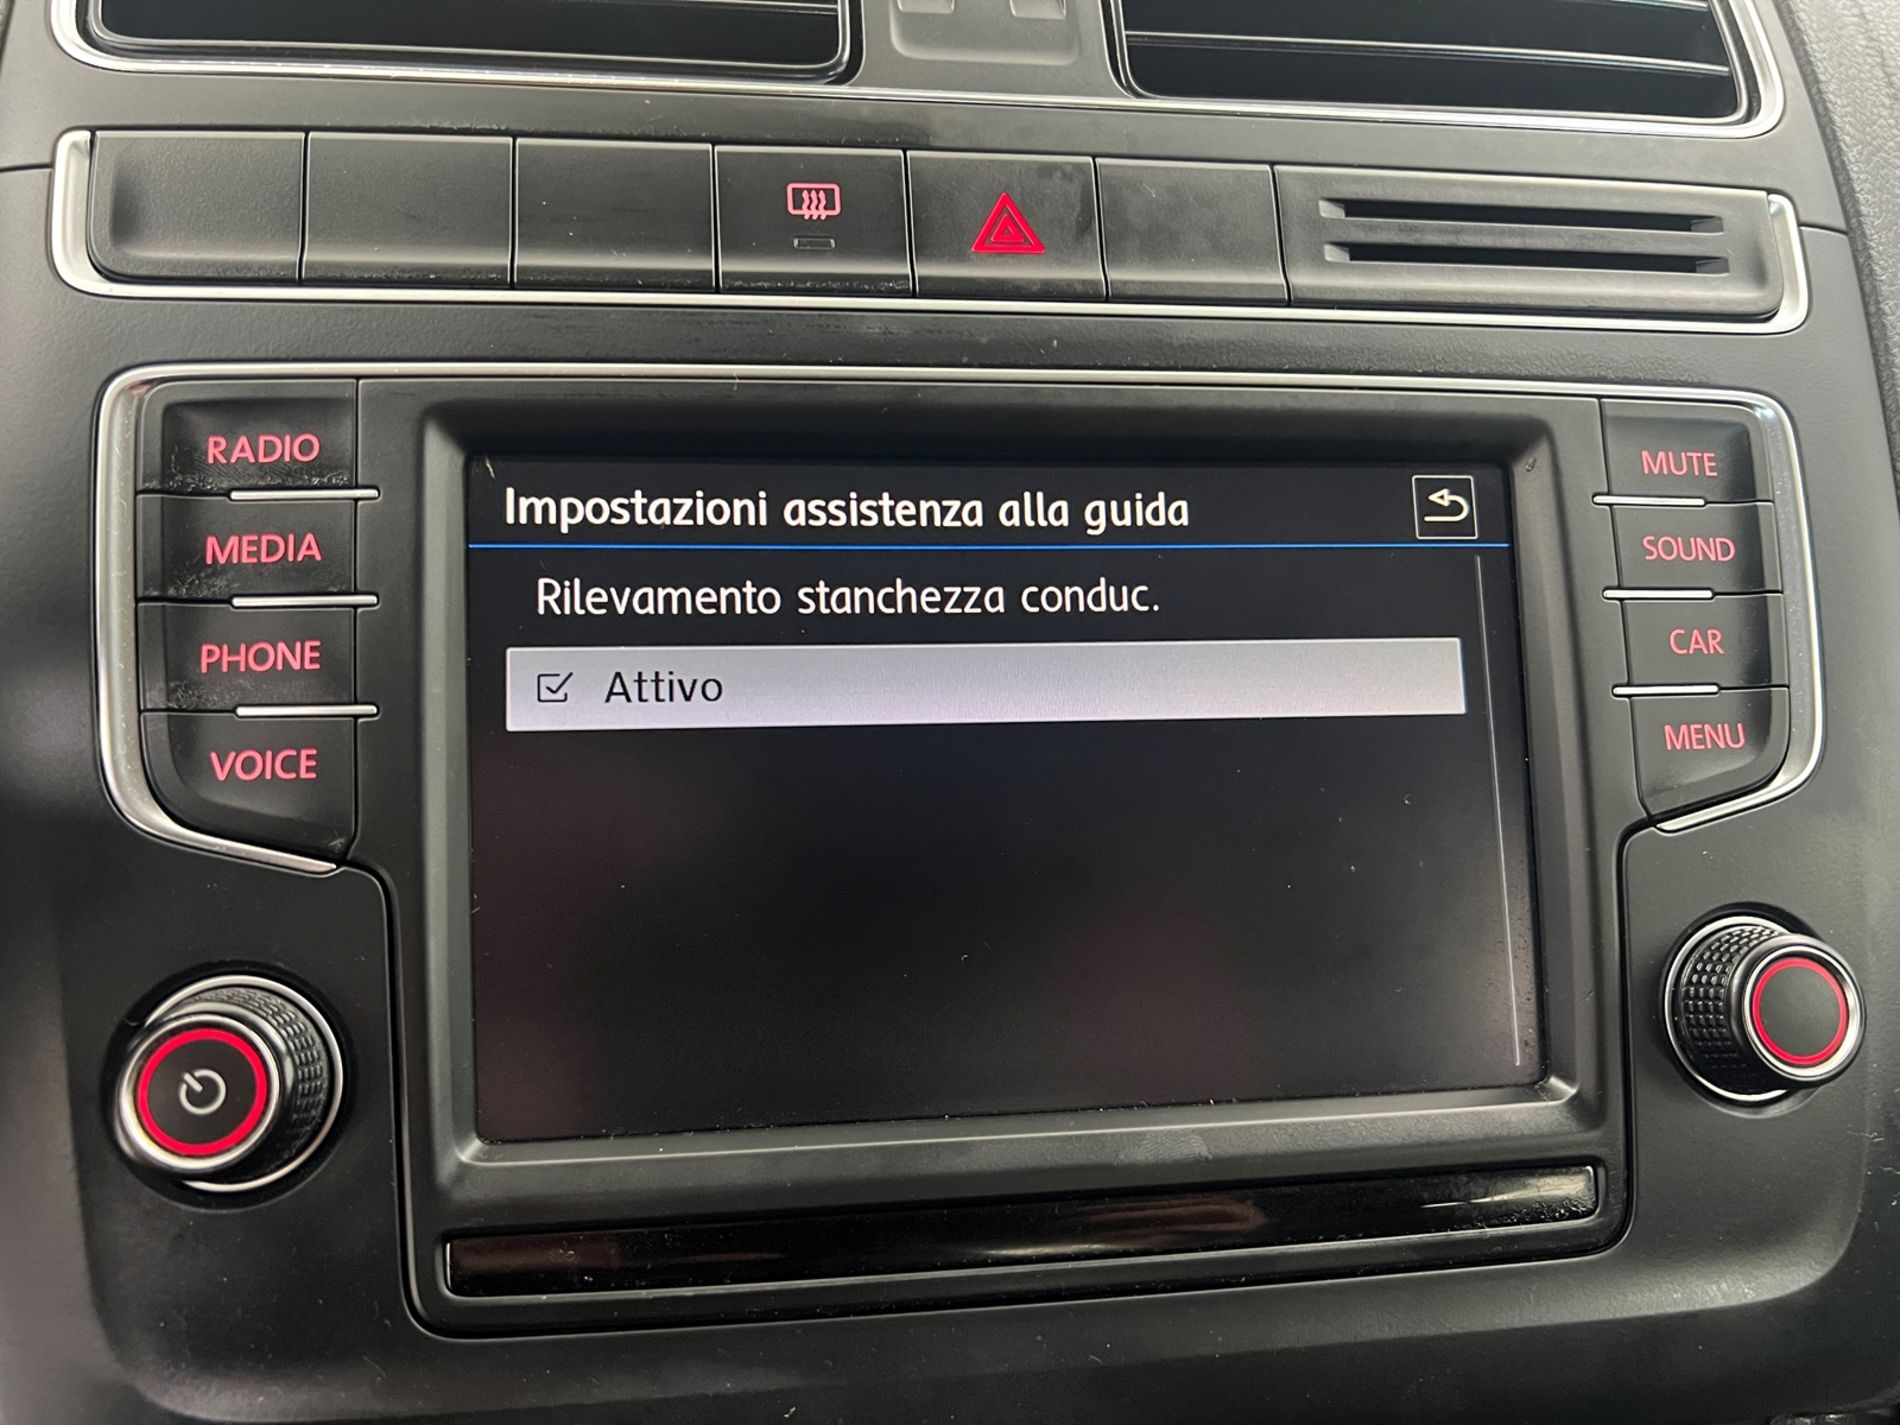 RADIO
MEDIA
PHONE
VOICE
Impostazioni assistenza alla guida
Rilevamento stanchezza conduc.
Attivo
MUTE
SOUND
CAR
MENU